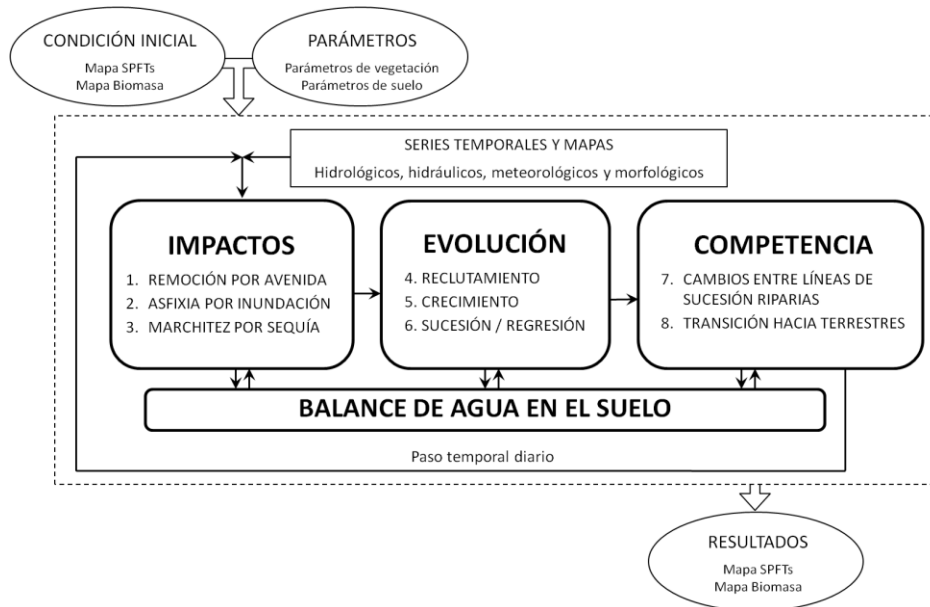 CONDICIÓN INICIAL
Mapa SPFTs
Mapa Biomasa
PARÁMETROS
Parámetros de vegetación
Parámetros de suelo
SERIES TEMPORALES Y MAPAS
Hidrológicos, hidráulicos, meteorológicos y morfológicos
IMPACTOS
1. REMOCIÓN POR AVENIDA
2. ASFIXIA POR INUNDACIÓN
3. MARCHITEZ POR SEQUÍA
EVOLUCIÓN
4. RECLUTAMIENTO
5. CRECIMIENTO
6. SUCESIÓN / REGRESIÓN
COMPETENCIA
7. CAMBIOS ENTRE LÍNEAS DE
SUCESIÓN RIPARIAS
8. TRANSICIÓN HACIA TERRESTRES
BALANCE DE AGUA EN EL SUELO
Paso temporal diario
RESULTADOS
Mapa SPFTs
Mapa Biomasa